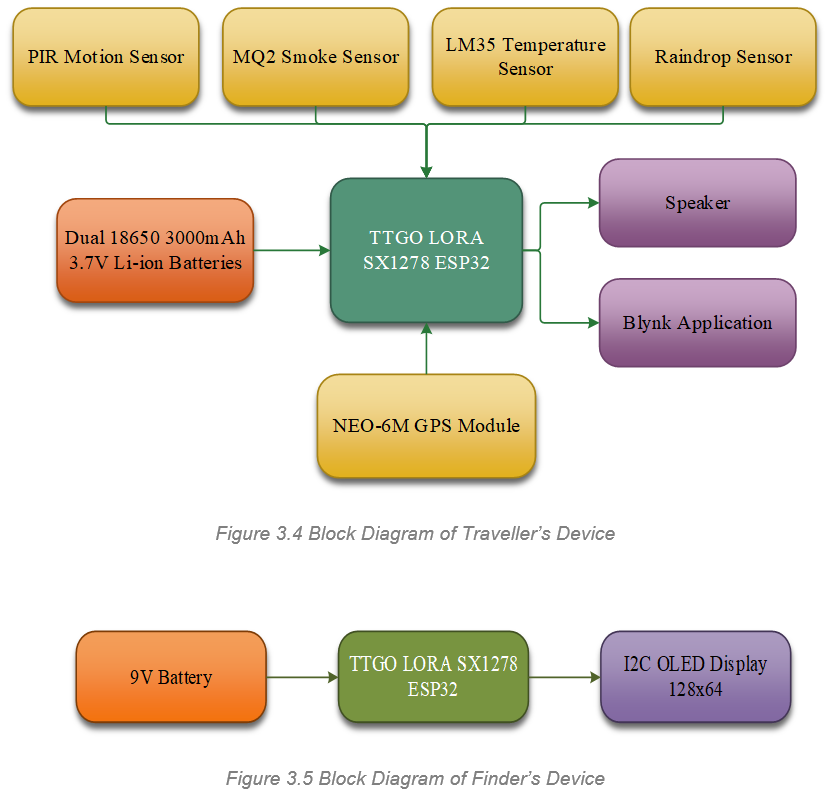 PIR Motion Sensor
MQ2 Smoke Sensor
LM35 Temperature
Sensor
Raindrop Sensor
Dual 18650 3000mAh
3.7V Li-ion Batteries
TTGO LORA
SX1278 ESP32
Speaker
Blynk Application
NEO-6M GPS Module
Figure 3.4 Block Diagram of Traveller’s Device
9V Battery
TTGO LORA SX1278
ESP32
I2C OLED Display
128x64
Figure 3.5 Block Diagram of Finder’s Device